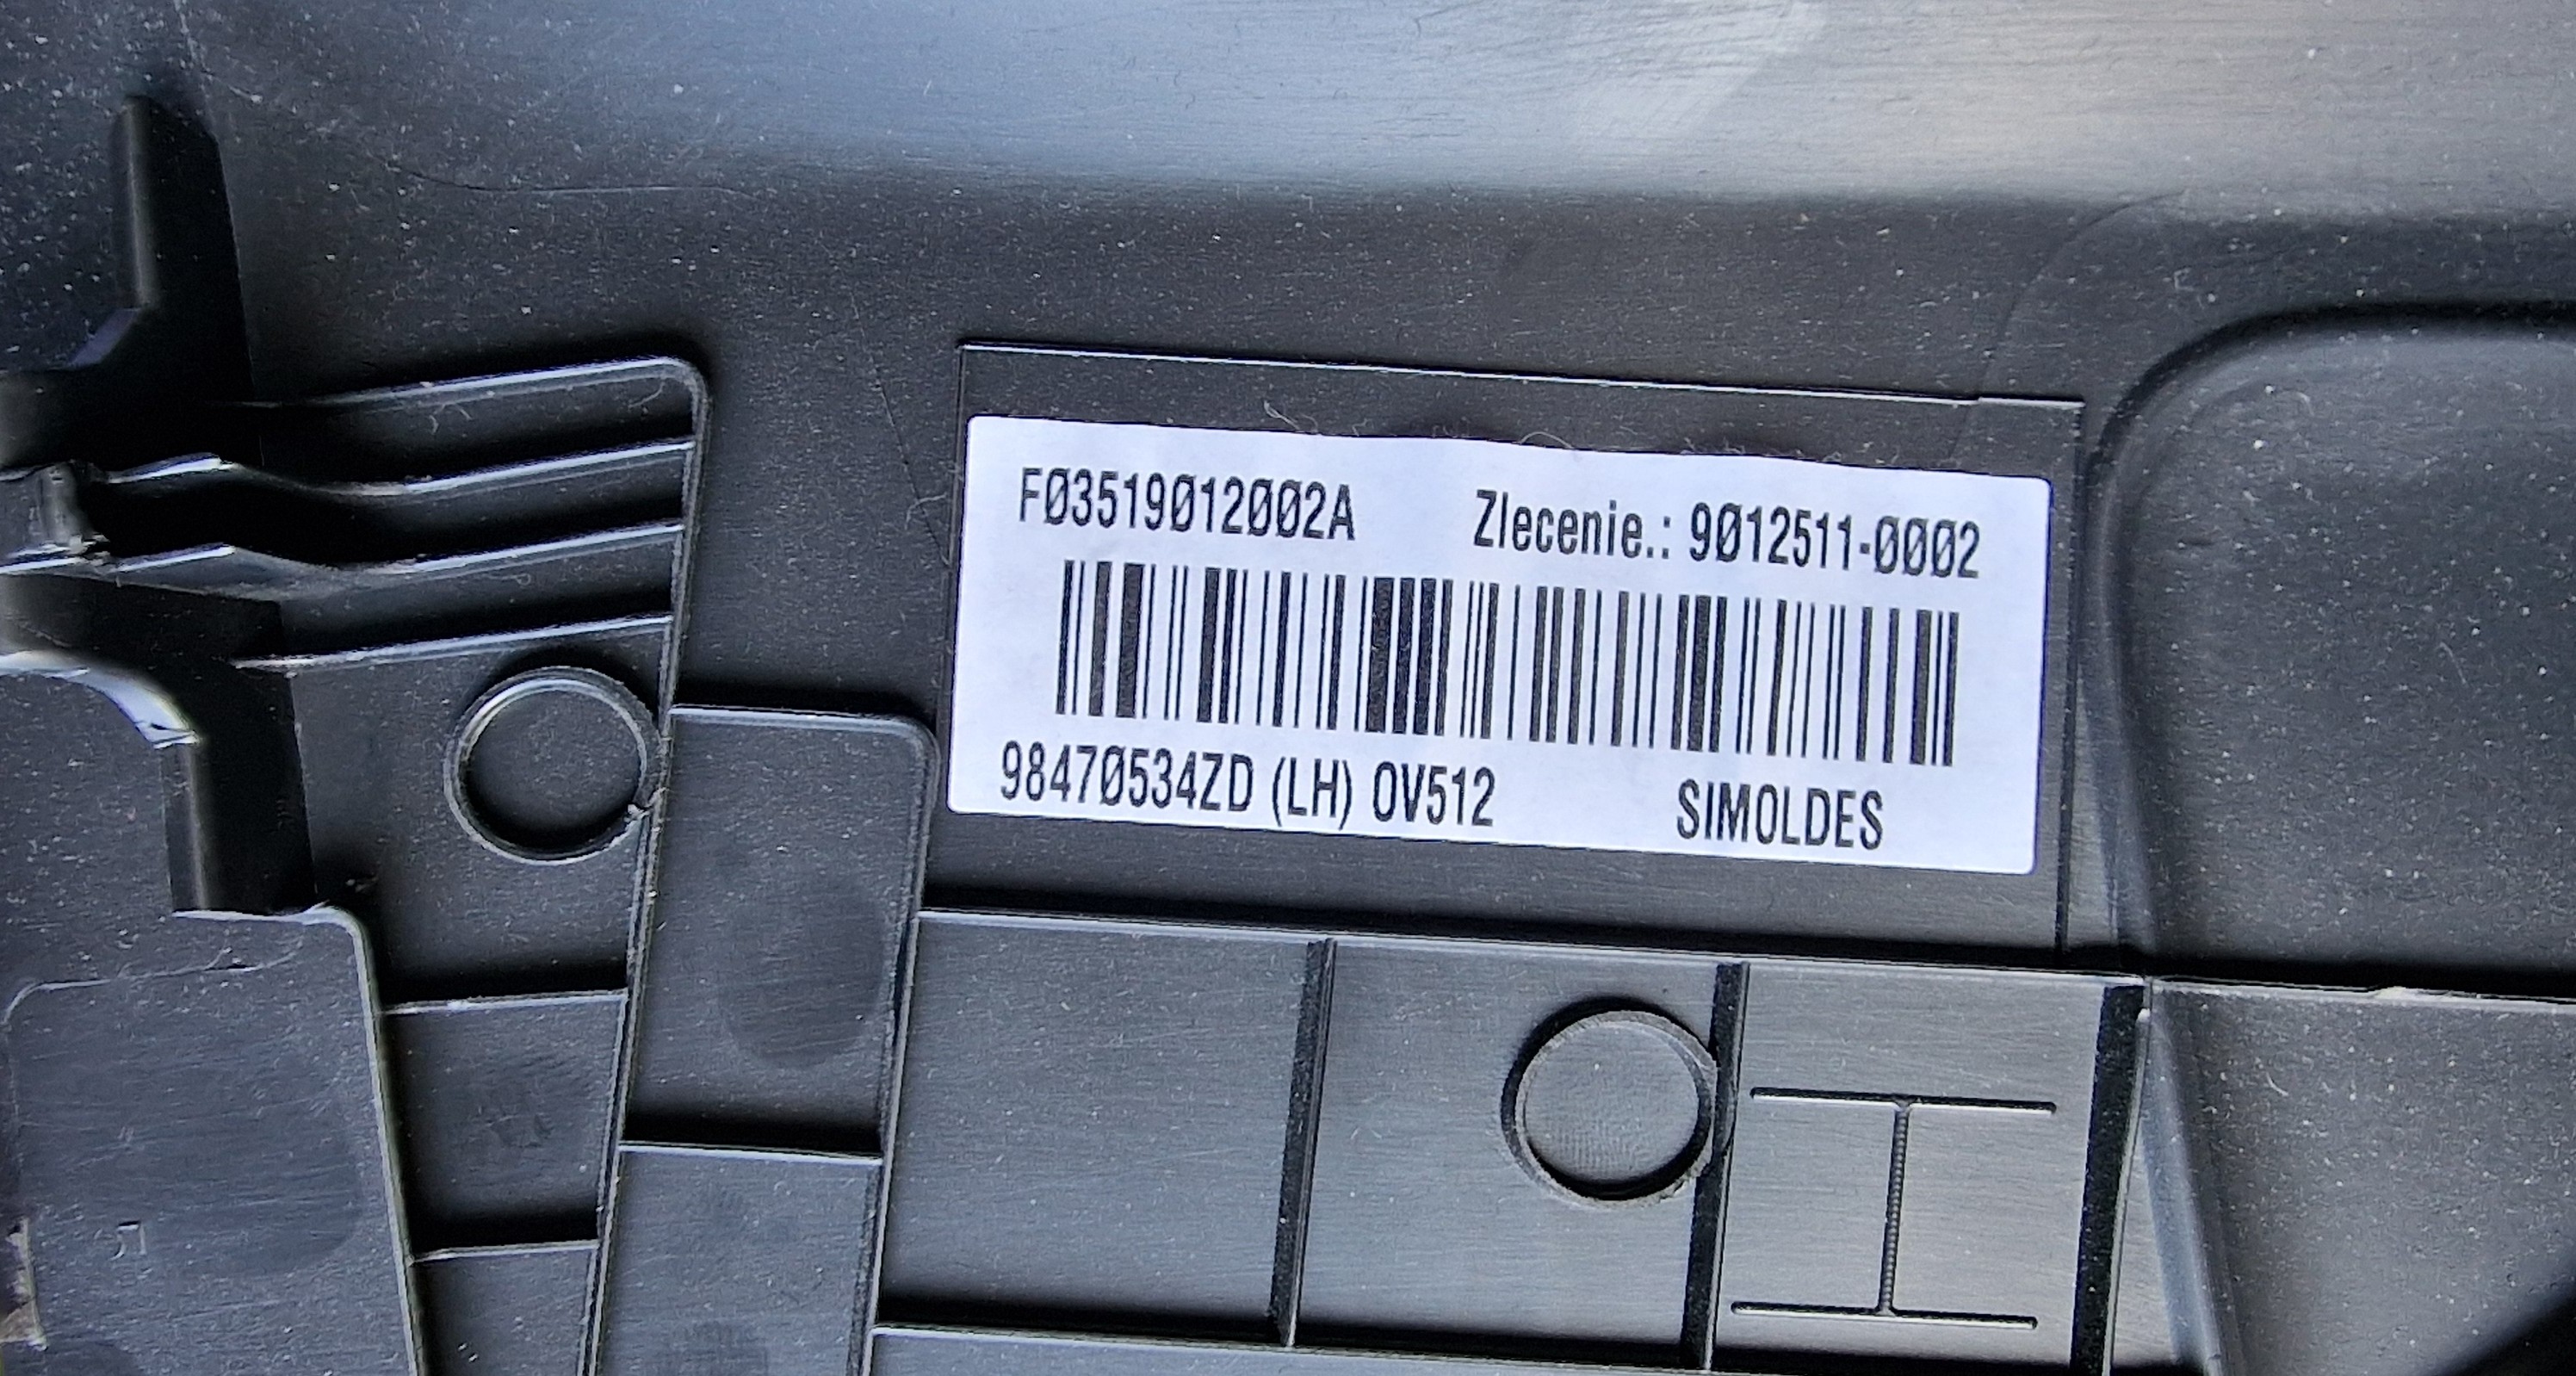 FØ3519Ø12ØØ2A Zlecenie.: 9Ø12511-ØØØ2
9847Ø534ZD (LH) OV512 SIMOLDES